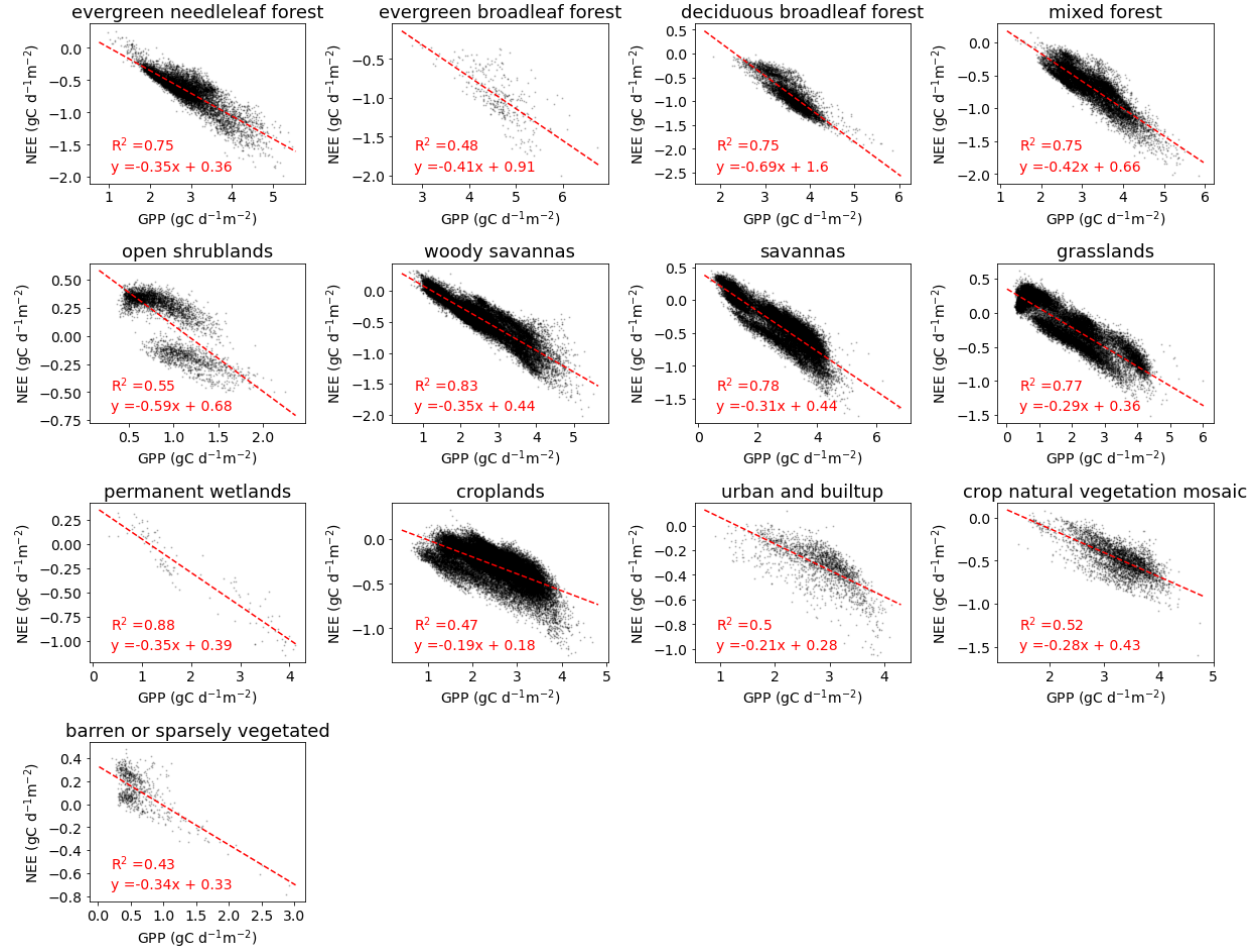 evergreen needleleaf forest
0.0
−0.5
−1.0
−1.5
−2.0
NEE (gC d⁻¹m⁻²)
R² =0.75
y =-0.35x + 0.36
1 2 3 4 5
GPP (gC d⁻¹m⁻²)
evergreen broadleaf forest
−0.5
−1.0
−1.5
−2.0
NEE (gC d⁻¹m⁻²)
R² =0.48
y =-0.41x + 0.91
3 4 5 6
GPP (gC d⁻¹m⁻²)
deciduous broadleaf forest
0.5
0.0
−0.5
−1.0
−1.5
−2.0
−2.5
NEE (gC d⁻¹m⁻²)
R² =0.75
y =-0.69x + 1.6
2 3 4 5 6
GPP (gC d⁻¹m⁻²)
mixed forest
0.0
−0.5
−1.0
−1.5
−2.0
NEE (gC d⁻¹m⁻²)
R² =0.75
y =-0.42x + 0.66
1 2 3 4 5 6
GPP (gC d⁻¹m⁻²)
open shrublands
0.50
0.25
0.00
−0.25
−0.50
−0.75
NEE (gC d⁻¹m⁻²)
R² =0.55
y =-0.59x + 0.68
0.5 1.0 1.5 2.0
GPP (gC d⁻¹m⁻²)
woody savannas
0.0
−0.5
−1.0
−1.5
−2.0
NEE (gC d⁻¹m⁻²)
R² =0.83
y =-0.35x + 0.44
1 2 3 4 5
GPP (gC d⁻¹m⁻²)
savannas
0.5
0.0
−0.5
−1.0
−1.5
NEE (gC d⁻¹m⁻²)
R² =0.78
y =-0.31x + 0.44
0 2 4 6
GPP (gC d⁻¹m⁻²)
grasslands
0.5
0.0
−0.5
−1.0
−1.5
NEE (gC d⁻¹m⁻²)
R² =0.77
y =-0.29x + 0.36
0 1 2 3 4 5 6
GPP (gC d⁻¹m⁻²)
permanent wetlands
0.25
0.00
−0.25
−0.50
−0.75
−1.00
NEE (gC d⁻¹m⁻²)
R² =0.88
y =-0.35x + 0.39
0 1 2 3 4
GPP (gC d⁻¹m⁻²)
croplands
0.0
−0.5
−1.0
NEE (gC d⁻¹m⁻²)
R² =0.47
y =-0.19x + 0.18
1 2 3 4 5
GPP (gC d⁻¹m⁻²)
urban and builtup
0.0
−0.2
−0.4
−0.6
−0.8
−1.0
NEE (gC d⁻¹m⁻²)
R² =0.5
y =-0.21x + 0.28
1 2 3 4
GPP (gC d⁻¹m⁻²)
crop natural vegetation mosaic
0.0
−0.5
−1.0
−1.5
NEE (gC d⁻¹m⁻²)
R² =0.52
y =-0.28x + 0.43
2 3 4 5
GPP (gC d⁻¹m⁻²)
barren or sparsely vegetated
0.4
0.2
0.0
−0.2
−0.4
−0.6
−0.8
NEE (gC d⁻¹m⁻²)
R² =0.43
y =-0.34x + 0.33
0.0 0.5 1.0 1.5 2.0 2.5 3.0
GPP (gC d⁻¹m⁻²)